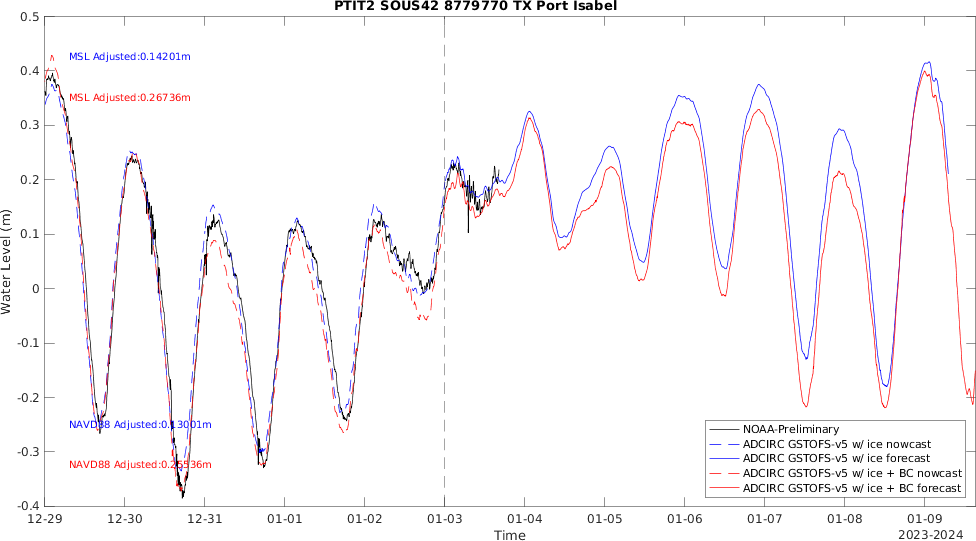 PTIT2 SOUS42 8779770 TX Port Isabel
0.5
0.4
0.3
0.2
0.1
0
-0.1
-0.2
-0.3
-0.4
Water Level (m)
MSL Adjusted:0.14201m
MSL Adjusted:0.26736m
NAVD88 Adjusted:0.13001m
NAVD88 Adjusted:0.25536m
NOAA-Preliminary
ADCIRC GSTOFS-v5 w/ ice nowcast
ADCIRC GSTOFS-v5 w/ ice forecast
ADCIRC GSTOFS-v5 w/ ice + BC nowcast
ADCIRC GSTOFS-v5 w/ ice + BC forecast
12-29 12-30 12-31 01-01 01-02 01-03 01-04 01-05 01-06 01-07 01-08 01-09
Time
2023-2024